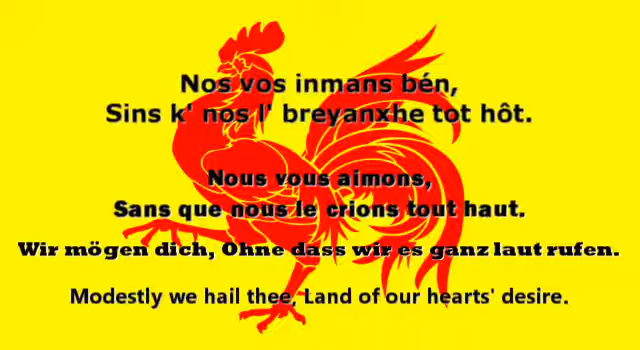 Nos vos inmans bén,
Sins k' nos l' breyanxhe tot hôt.
Nous vous aimons,
Sans que nous le crions tout haut.
Wir mögen dich, Ohne dass wir es ganz laut rufen.
Modestly we hail thee, Land of our hearts' desire.